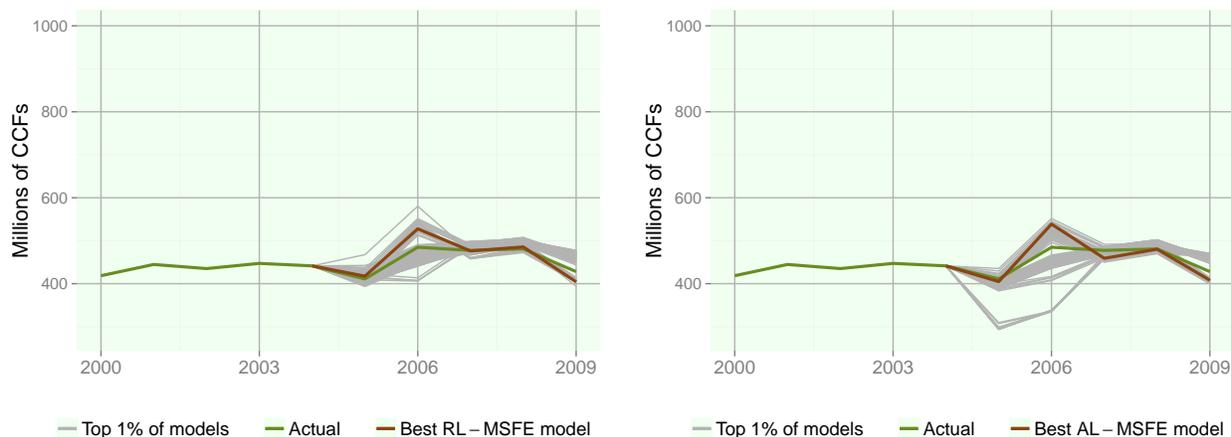 Millions of CCFs
1000
800
600
400
2000 2003 2006 2009
Top 1% of models Actual Best RL – MSFE model
Millions of CCFs
1000
800
600
400
2000 2003 2006 2009
Top 1% of models Actual Best AL – MSFE model